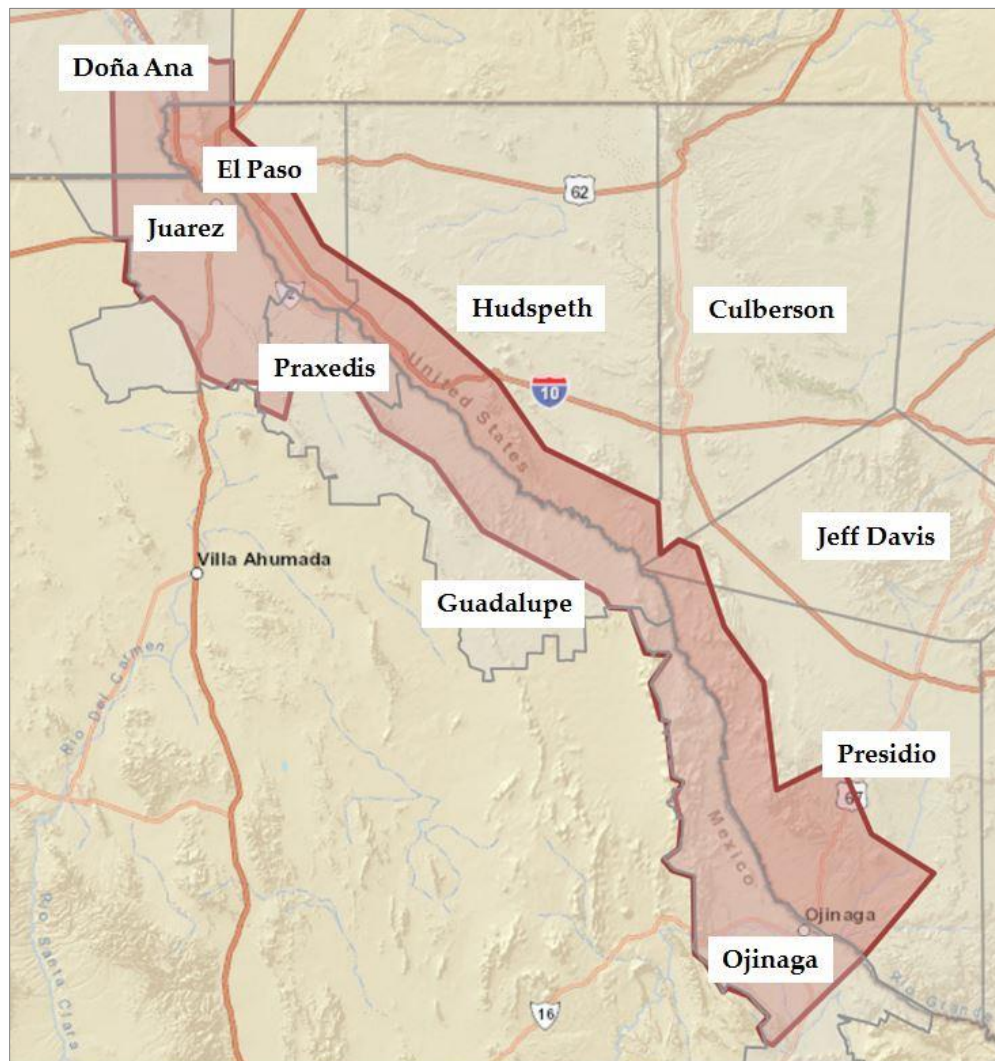 Doña Ana
El Paso
62
Juarez
2
Hudspeth
Culberson
Praxedis
United States
10
Jeff Davis
Villa Ahumada
Guadalupe
Rio Del Carmen
Presidio
67
Mexico
Rio Santa Clara
Ojinaga
Ojinaga
Rio Grande
16